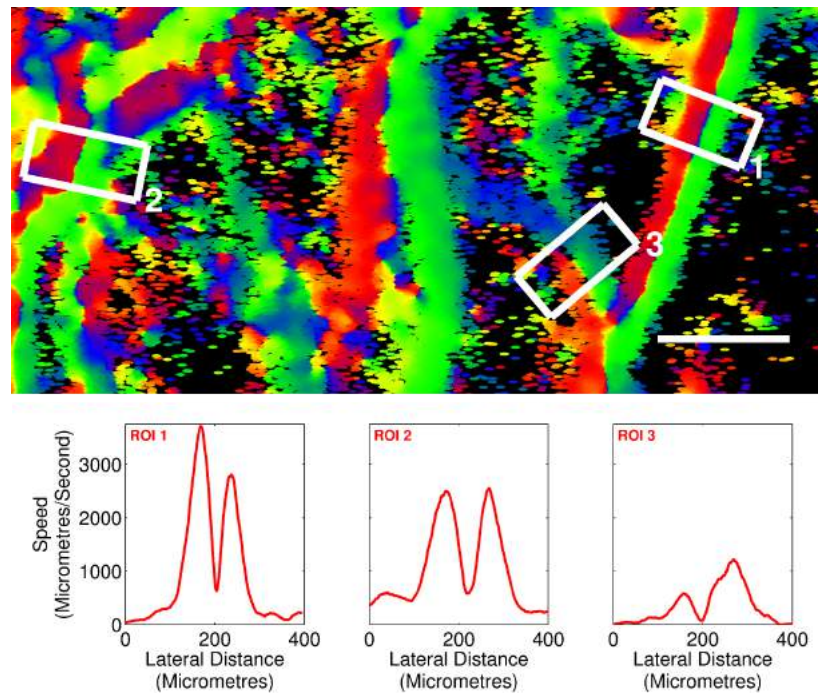 1
2
3
ROI 1
ROI 2
ROI 3
Speed
(Micrometres/Second)
3000
2000
1000
0
0 200 400
0 200 400
0 200 400
Lateral Distance
(Micrometres)
Lateral Distance
(Micrometres)
Lateral Distance
(Micrometres)